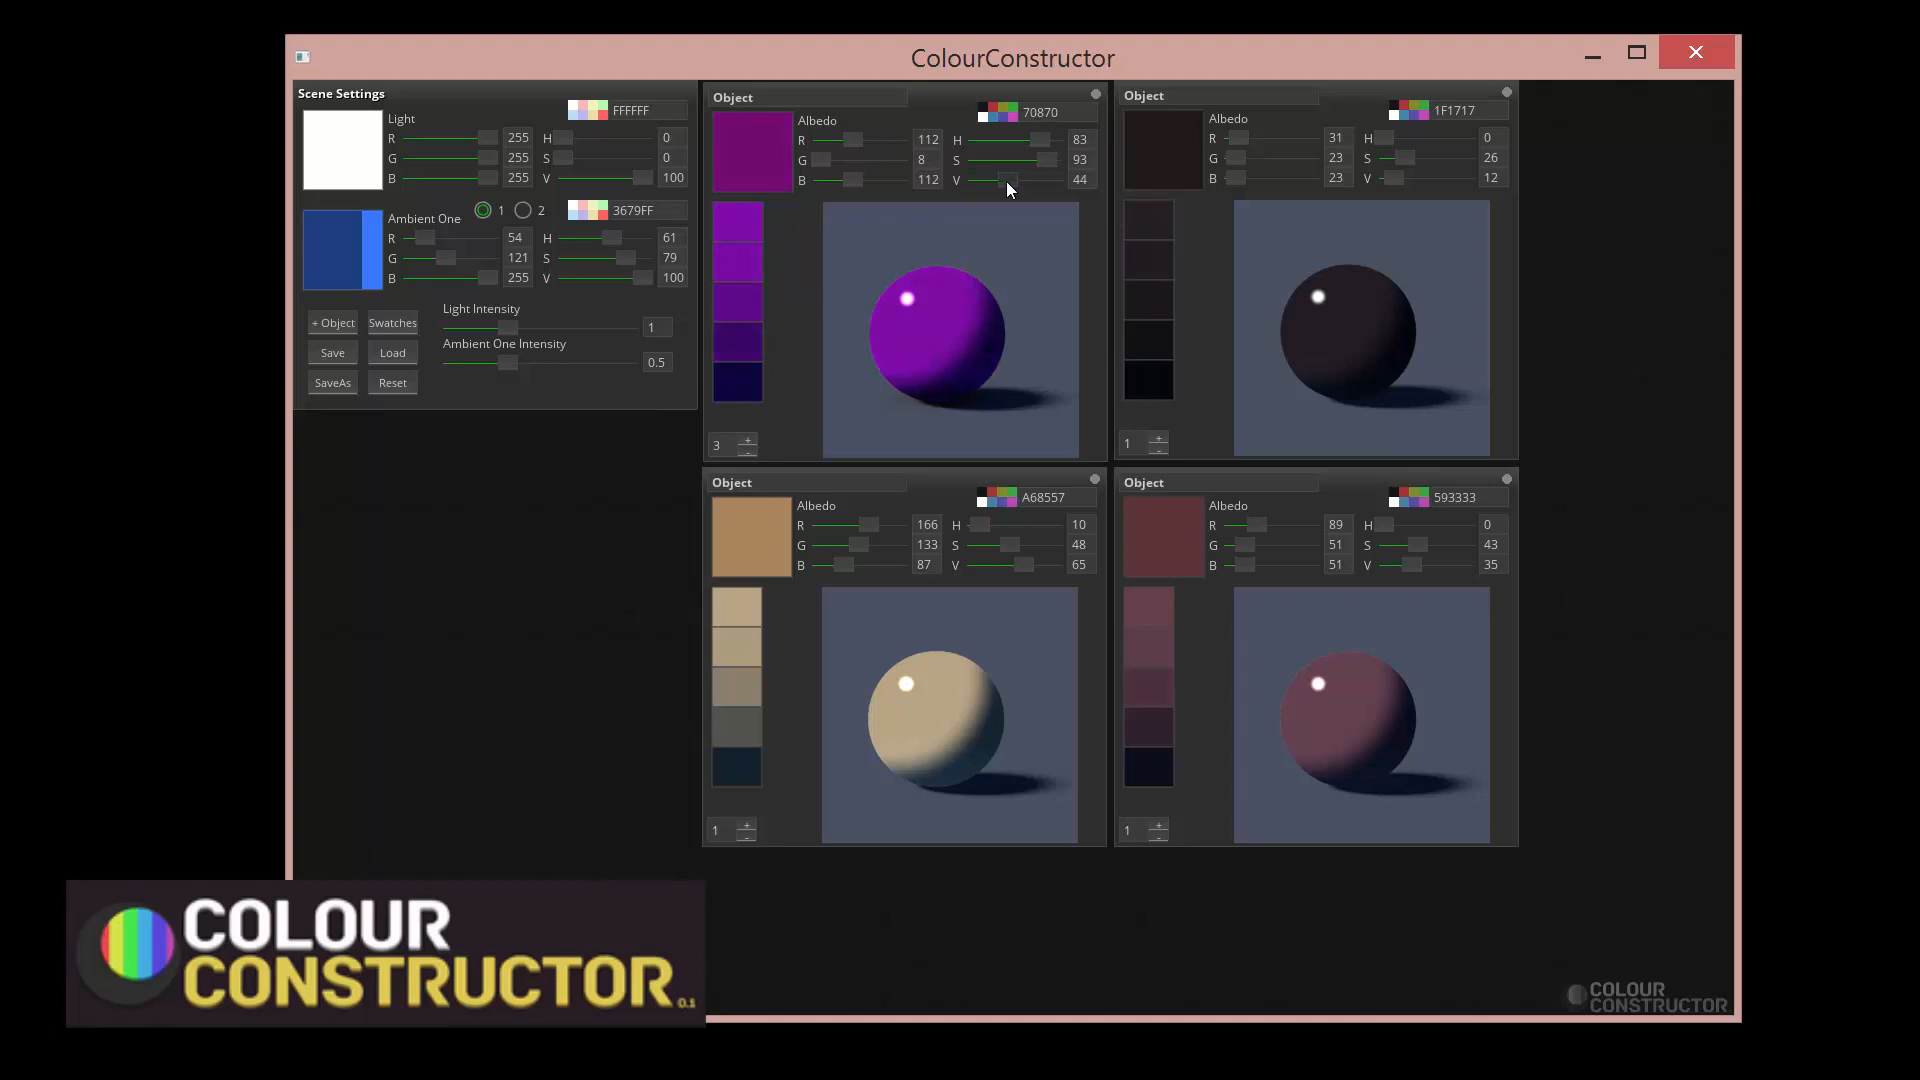 ColourConstructor
Scene Settings
Light
FFFFFF
R 255 H 0
G 255 S 0
B 255 V 100
Ambient One 1 2 3679FF
R 54 H 61
G 121 S 79
B 255 V 100
+ Object Swatches
Save Load
SaveAs Reset
Light Intensity
1
Ambient One Intensity
0.5
Object
70870
Albedo
R 112 H 83
G 8 S 93
B 112 V 44
3
+
-
Object
1F1717
Albedo
R 31 H 0
G 23 S 26
B 23 V 12
1
+
-
Object
A68557
Albedo
R 166 H 10
G 133 S 48
B 87 V 65
1
+
-
Object
593333
Albedo
R 89 H 0
G 51 S 43
B 51 V 35
1
+
-
COLOUR
CONSTRUCTOR 0.1
COLOUR
CONSTRUCTOR